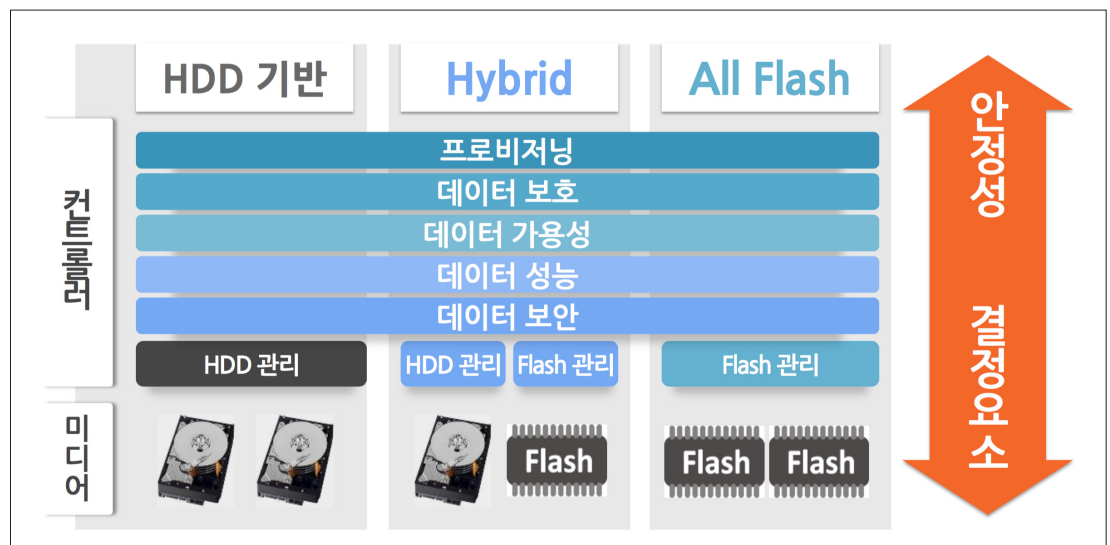 HDD 기반
Hybrid
All Flash
컨트롤러
프로비저닝
데이터 보호
데이터 가용성
데이터 성능
데이터 보안
HDD 관리
HDD 관리
Flash 관리
Flash 관리
미디어
Flash
Flash
Flash
안정성
결정요소